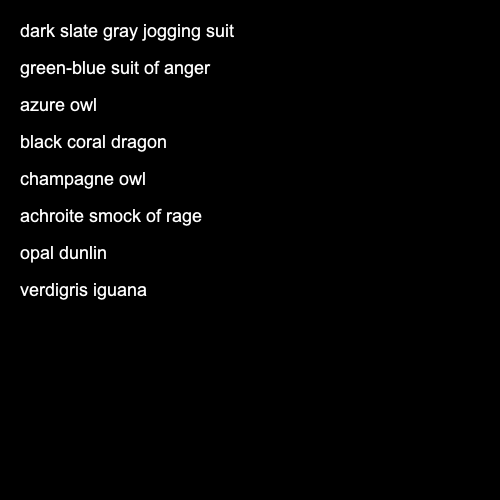 dark slate gray jogging suit
green-blue suit of anger
azure owl
black coral dragon
champagne owl
achroite smock of rage
opal dunlin
verdigris iguana